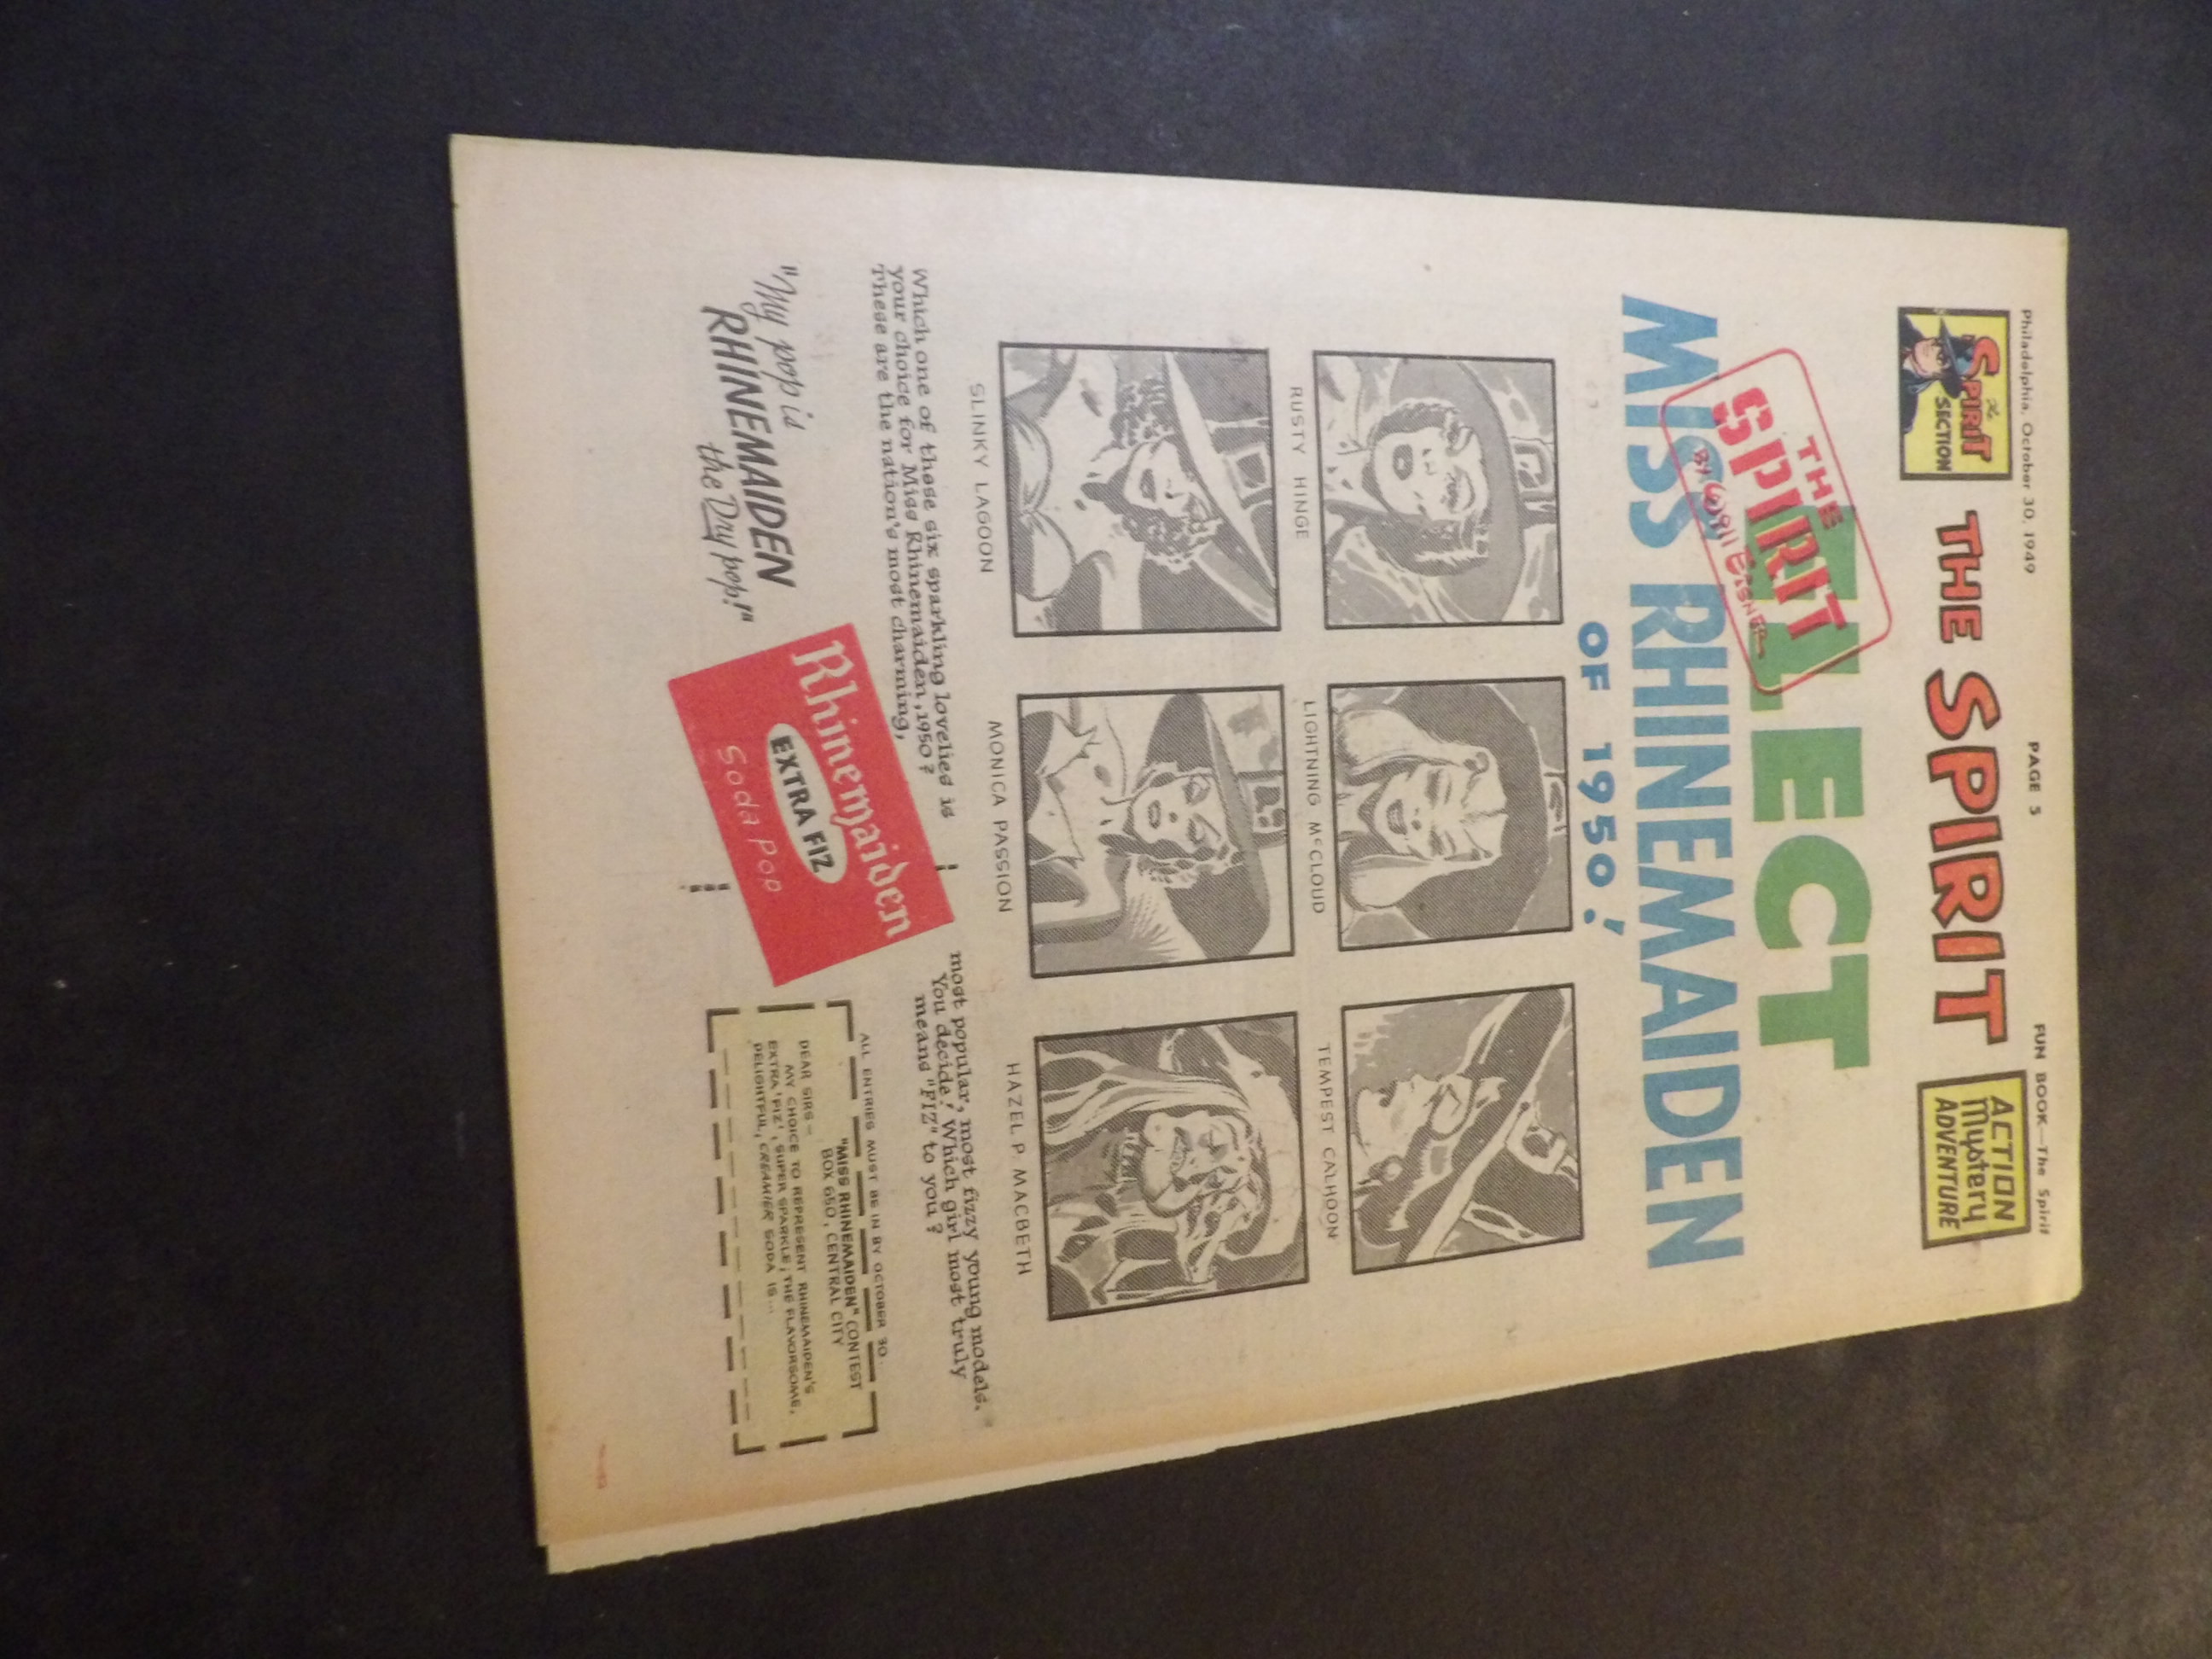 Philadelphia, October 30, 1949 PAGE 5 FUN BOOK—The Spirit
The SPIRIT SECTION
THE SPIRIT
ACTION
Mystery
ADVENTURE
THE
SPIRIT
BY WILL EISNER
ELECT
MISS RHINEMAIDEN
OF 1950!
RUSTY HINGE
LIGHTNING McCLOUD
TEMPEST CALHOON
SLINKY LAGOON
MONICA PASSION
HAZEL P. MACBETH
Which one of these six sparkling lovelies is
your choice for Miss Rhinemaiden, 1950?
These are the nation's most charming,
most popular, most fizzy young models.
You decide! Which girl most truly
means "FIZ" to you?
"My pop is
RHINEMAIDEN
the Dry pop!"
Rhinemaiden
EXTRA FIZ
Soda Pop
ALL ENTRIES MUST BE IN BY OCTOBER 30
"MISS RHINEMAIDEN" CONTEST
BOX 650, CENTRAL CITY
DEAR SIRS—
MY CHOICE TO REPRESENT RHINEMAIDEN'S
EXTRA 'FIZ', SUPER SPARKLE; THE FLAVORSOME,
DELIGHTFUL, CREAMIER SODA IS...